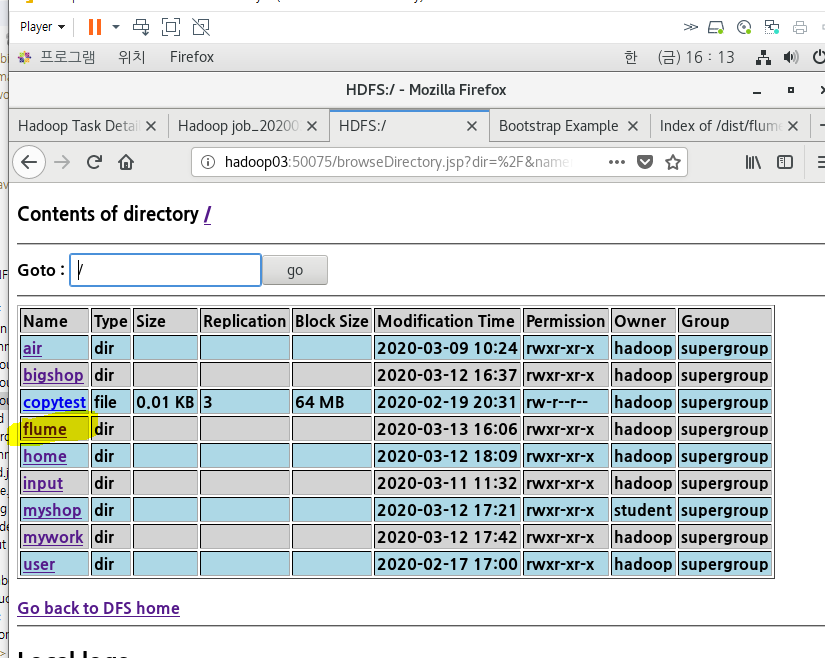 Player
프로그램 위치 Firefox 한 (금) 16 : 13
HDFS:/ - Mozilla Firefox
Hadoop Task Detail Hadoop job_20200 HDFS:/ Bootstrap Example Index of /dist/flume
hadoop03:50075/browseDirectory.jsp?dir=%2F&name
Contents of directory /
Goto : / go
Name Type Size Replication Block Size Modification Time Permission Owner Group
air dir 2020-03-09 10:24 rwxr-xr-x hadoop supergroup
bigshop dir 2020-03-12 16:37 rwxr-xr-x hadoop supergroup
copytest file 0.01 KB 3 64 MB 2020-02-19 20:31 rw-r--r-- hadoop supergroup
flume dir 2020-03-13 16:06 rwxr-xr-x hadoop supergroup
home dir 2020-03-12 18:09 rwxr-xr-x hadoop supergroup
input dir 2020-03-11 11:32 rwxr-xr-x hadoop supergroup
myshop dir 2020-03-12 17:21 rwxr-xr-x student supergroup
mywork dir 2020-03-12 17:42 rwxr-xr-x hadoop supergroup
user dir 2020-02-17 17:00 rwxr-xr-x hadoop supergroup
Go back to DFS home
Local logs